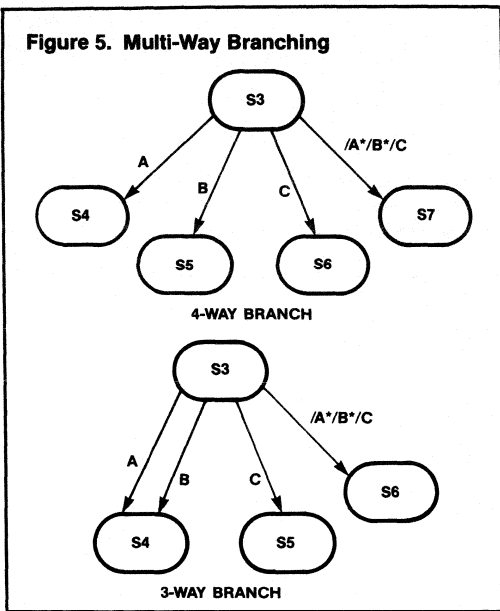 Figure 5. Multi-Way Branching
S3
A
B
C
/A*/B*/C
S4
S5
S6
S7
4-WAY BRANCH
S3
A
B
C
/A*/B*/C
S4
S5
S6
3-WAY BRANCH